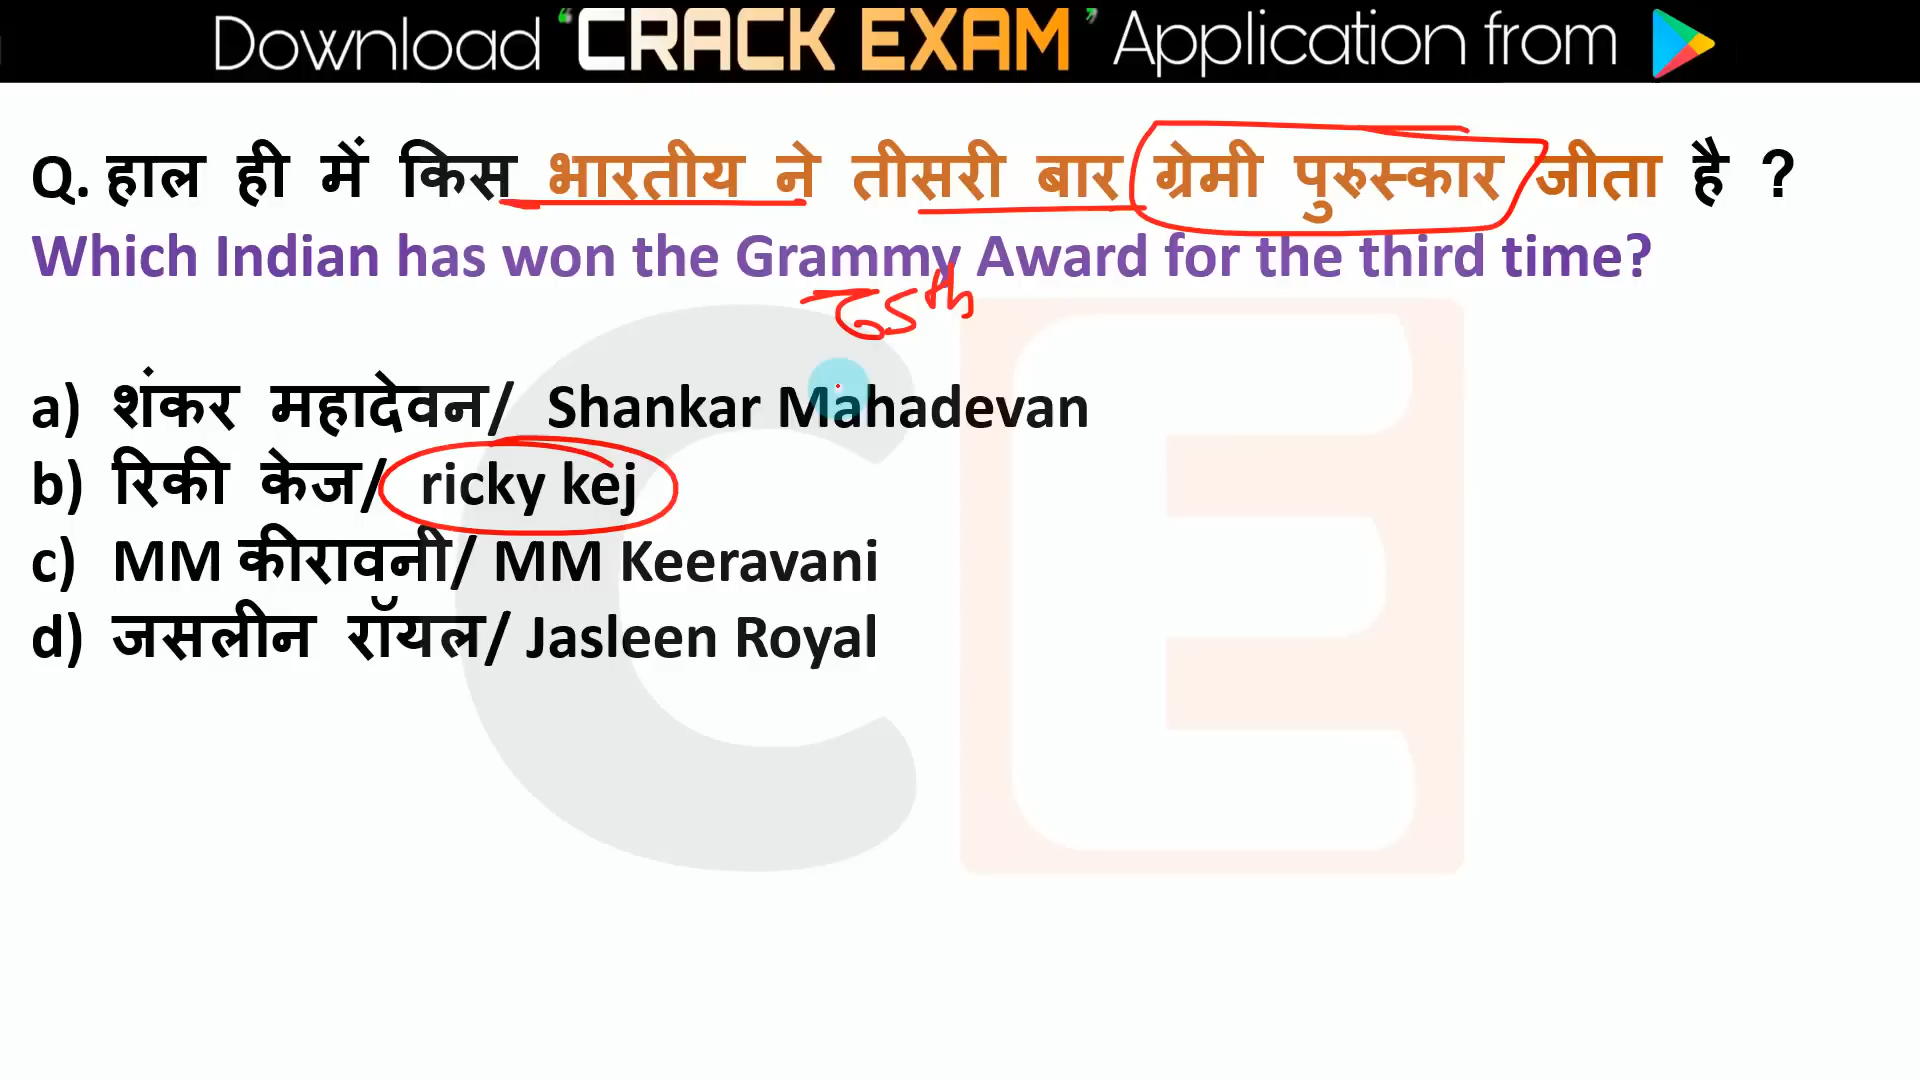 Download ‘CRACK EXAM’ Application from
Q. हाल ही में किस भारतीय ने तीसरी बार ग्रेमी पुरुस्कार जीता है ?
Which Indian has won the Grammy Award for the third time?
65th
a) शंकर महादेवन/ Shankar Mahadevan
b) रिकी केज/ ricky kej
c) MM कीरावनी/ MM Keeravani
d) जसलीन रॉयल/ Jasleen Royal
CE